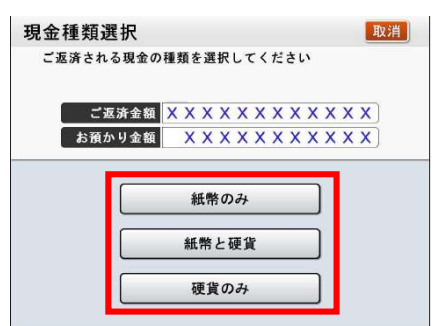 現金種類選択 取消
ご返済される現金の種類を選択してください
ご返済金額 XXXXXXXXXXXX
お預かり金額 XXXXXXXXXXX
紙幣のみ
紙幣と硬貨
硬貨のみ